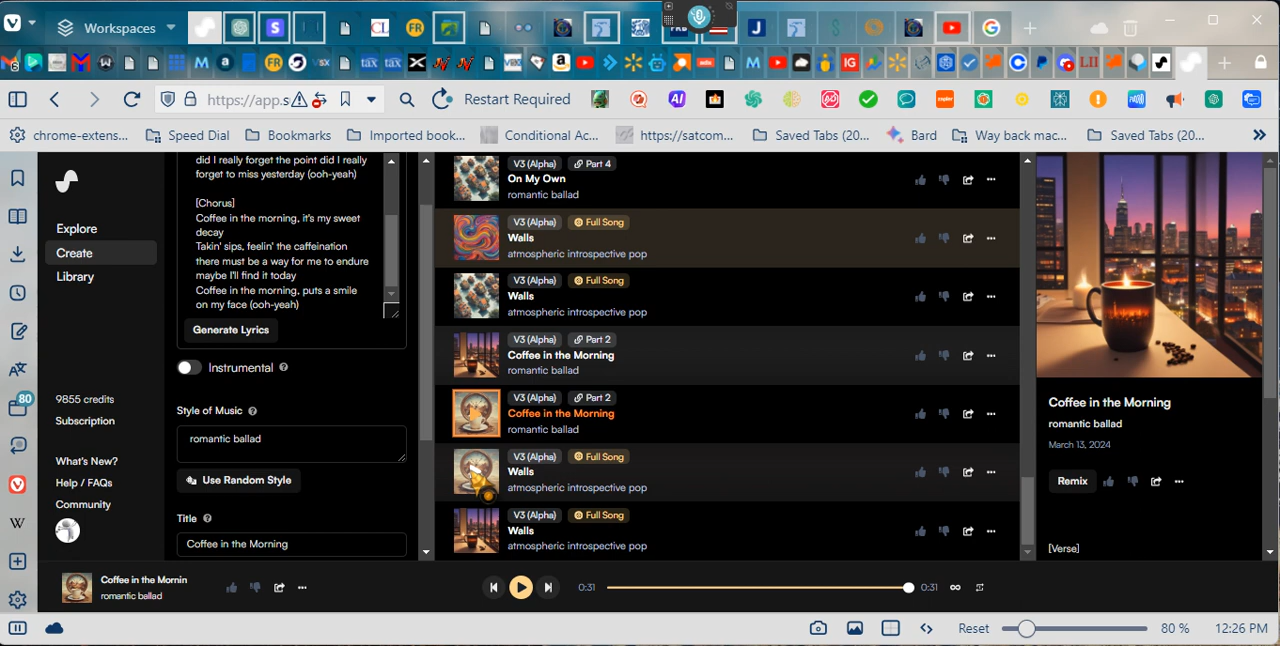 Workspaces
S
CL
FR
J
G
M
M
a
FR
VSX
tax
tax
X
VEED
a
M
IG
LII
https://app.s
Restart Required
AI
chrome-extens...
Speed Dial
Bookmarks
Imported book...
Conditional Ac...
https://satcom...
Saved Tabs (20...
Bard
Way back mac...
Saved Tabs (20...
Explore
Create
Library
80
9855 credits
Subscription
What's New?
Help / FAQs
Community
W
did I really forget the point did I really
forget to miss yesterday (ooh-yeah)
[Chorus]
Coffee in the morning, it's my sweet
decay
Takin' sips, feelin' the caffeination
there must be a way for me to endure
maybe I'll find it today
Coffee in the morning, puts a smile
on my face (ooh-yeah)
Generate Lyrics
Instrumental
Style of Music
romantic ballad
Use Random Style
Title
Coffee in the Morning
V3 (Alpha) Part 4
On My Own
romantic ballad
V3 (Alpha) Full Song
Walls
atmospheric introspective pop
V3 (Alpha) Full Song
Walls
atmospheric introspective pop
V3 (Alpha) Part 2
Coffee in the Morning
romantic ballad
V3 (Alpha) Part 2
Coffee in the Morning
romantic ballad
V3 (Alpha) Full Song
Walls
atmospheric introspective pop
V3 (Alpha) Full Song
Walls
atmospheric introspective pop
Coffee in the Morning
romantic ballad
March 13, 2024
Remix
[Verse]
Coffee in the Mornin
romantic ballad
0:31
0:31
Reset
80 %
12:26 PM